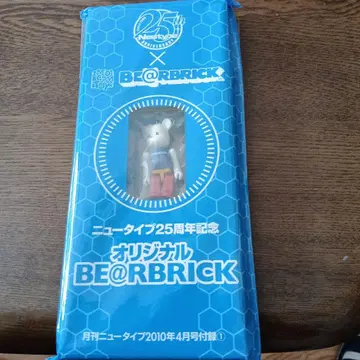 25th
Newtype
ANNIVERSARY
×
BE@RBRICK
ニュータイプ25周年記念
オリジナル
BE@RBRICK
月刊ニュータイプ2010年4月号付録①